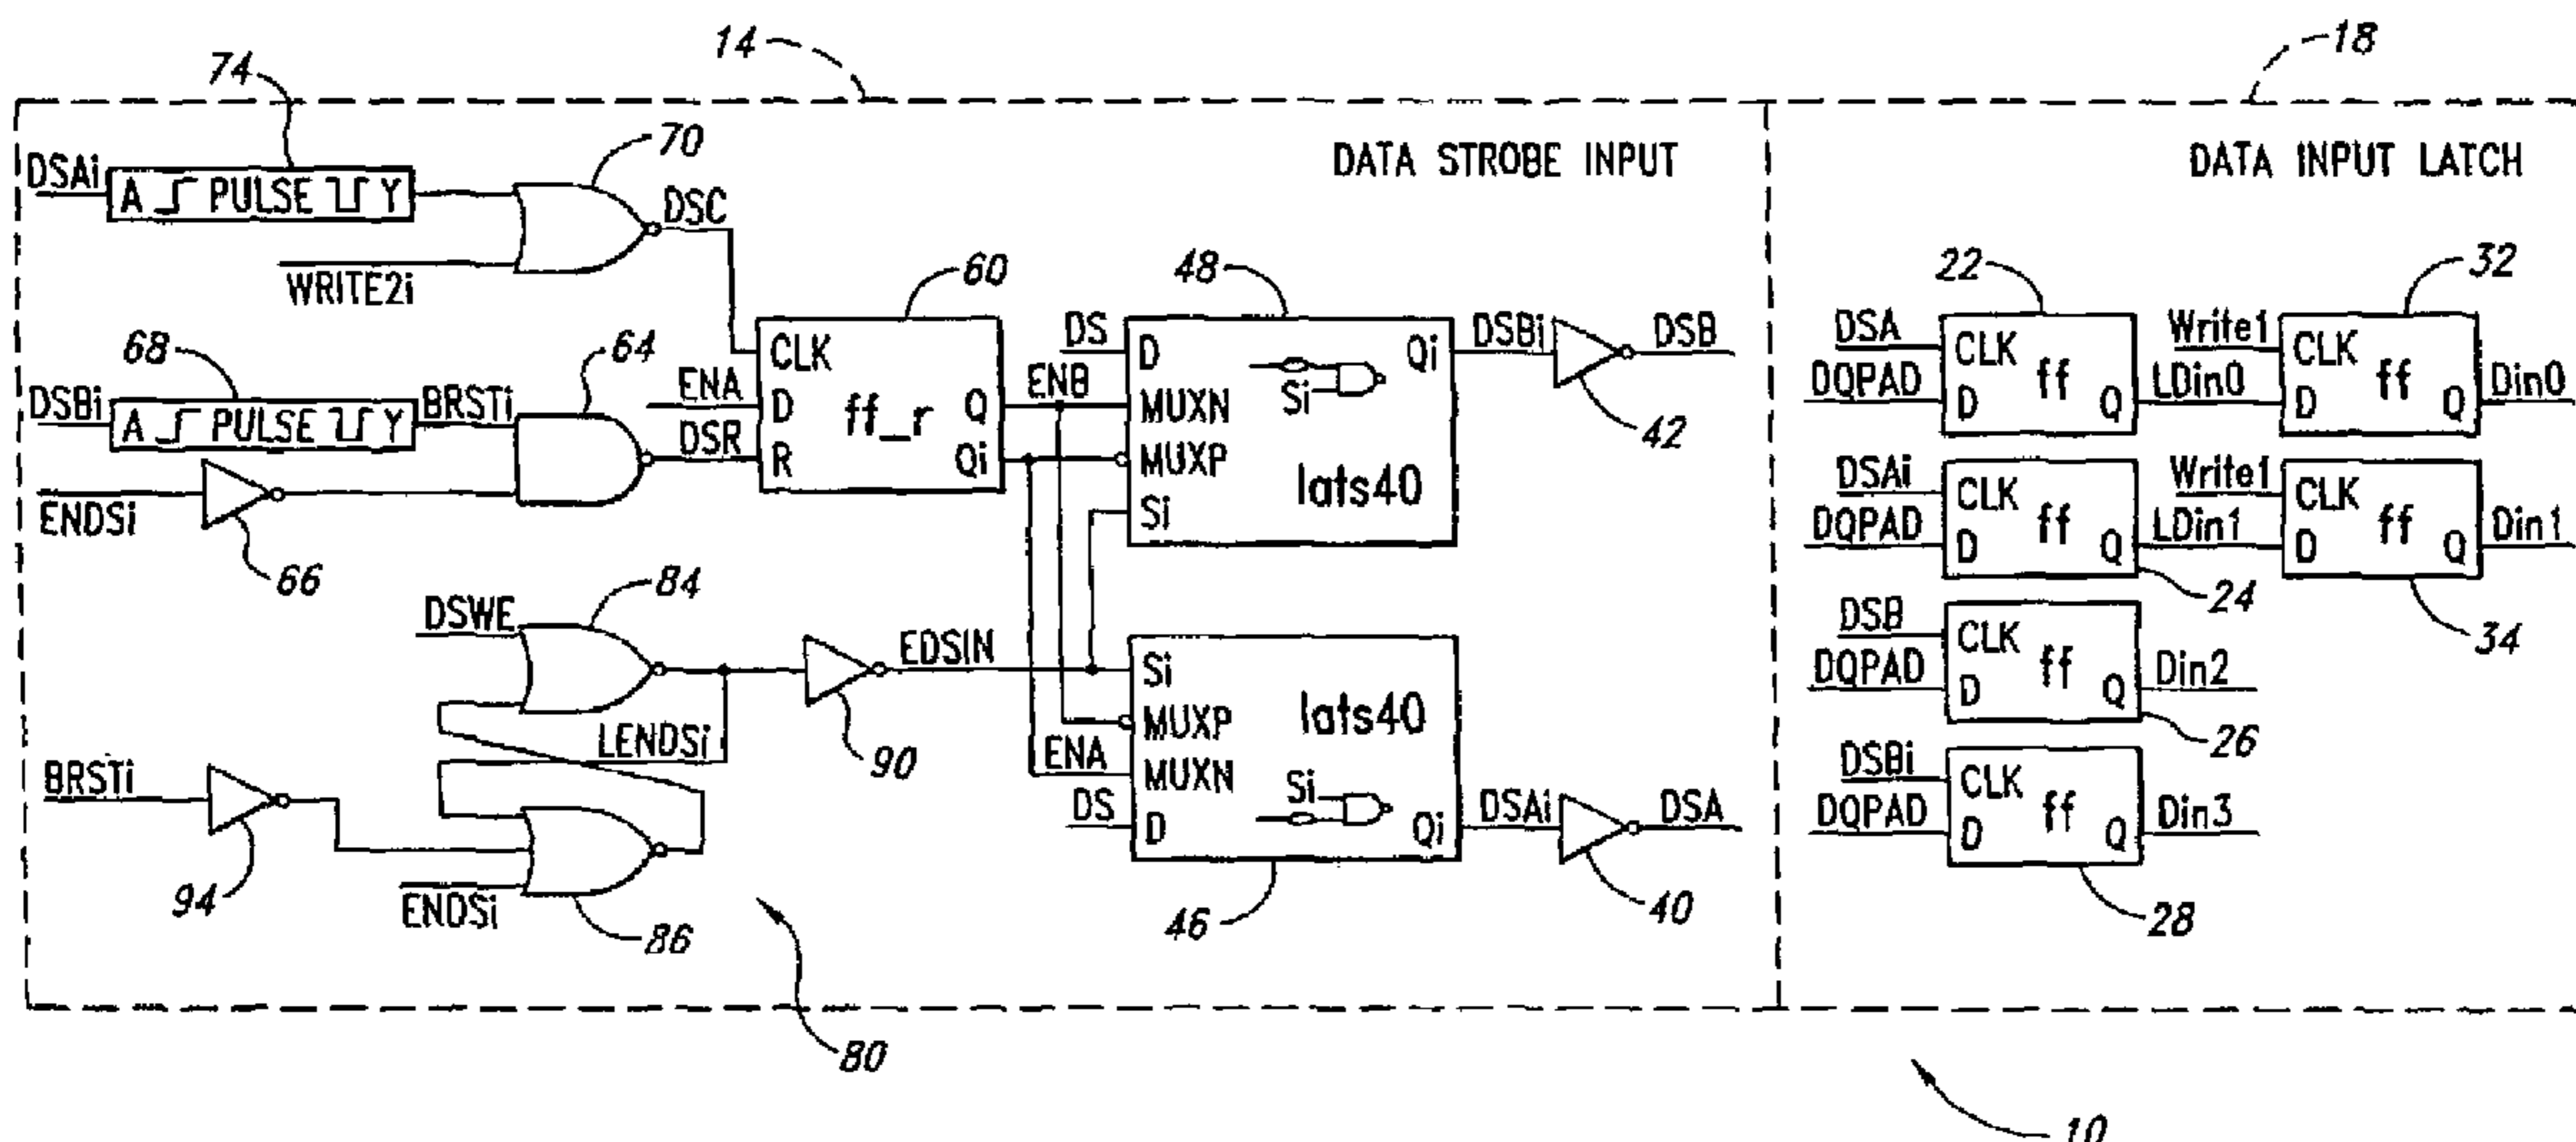 14
18
74
70
DSAi
A PULSE Y
DSC
WRITE2i
DATA STROBE INPUT
DATA INPUT LATCH
60
48
22
32
68
64
DSBi
A PULSE Y
BRSTi
ENDSi
66
ENA
DSR
CLK
D
R
ff_r
Q
Qi
ENB
DS
D
MUXN
MUXP
Si
Qi
Si
lats40
DSBi
DSB
42
DSA
DQPAD
CLK
D
ff
Q
LDin0
Write1
CLK
D
ff
Q
Din0
DSAi
DQPAD
CLK
D
ff
Q
LDin1
24
Write1
CLK
D
ff
Q
Din1
34
84
DSWE
EDSIN
90
LENDSi
BRSTi
94
ENDSi
86
80
ENA
DS
Si
MUXP
MUXN
D
lats40
Si
Qi
46
DSAi
DSA
40
DSB
DQPAD
CLK
D
ff
Q
Din2
26
DSBi
DQPAD
CLK
D
ff
Q
Din3
28
10